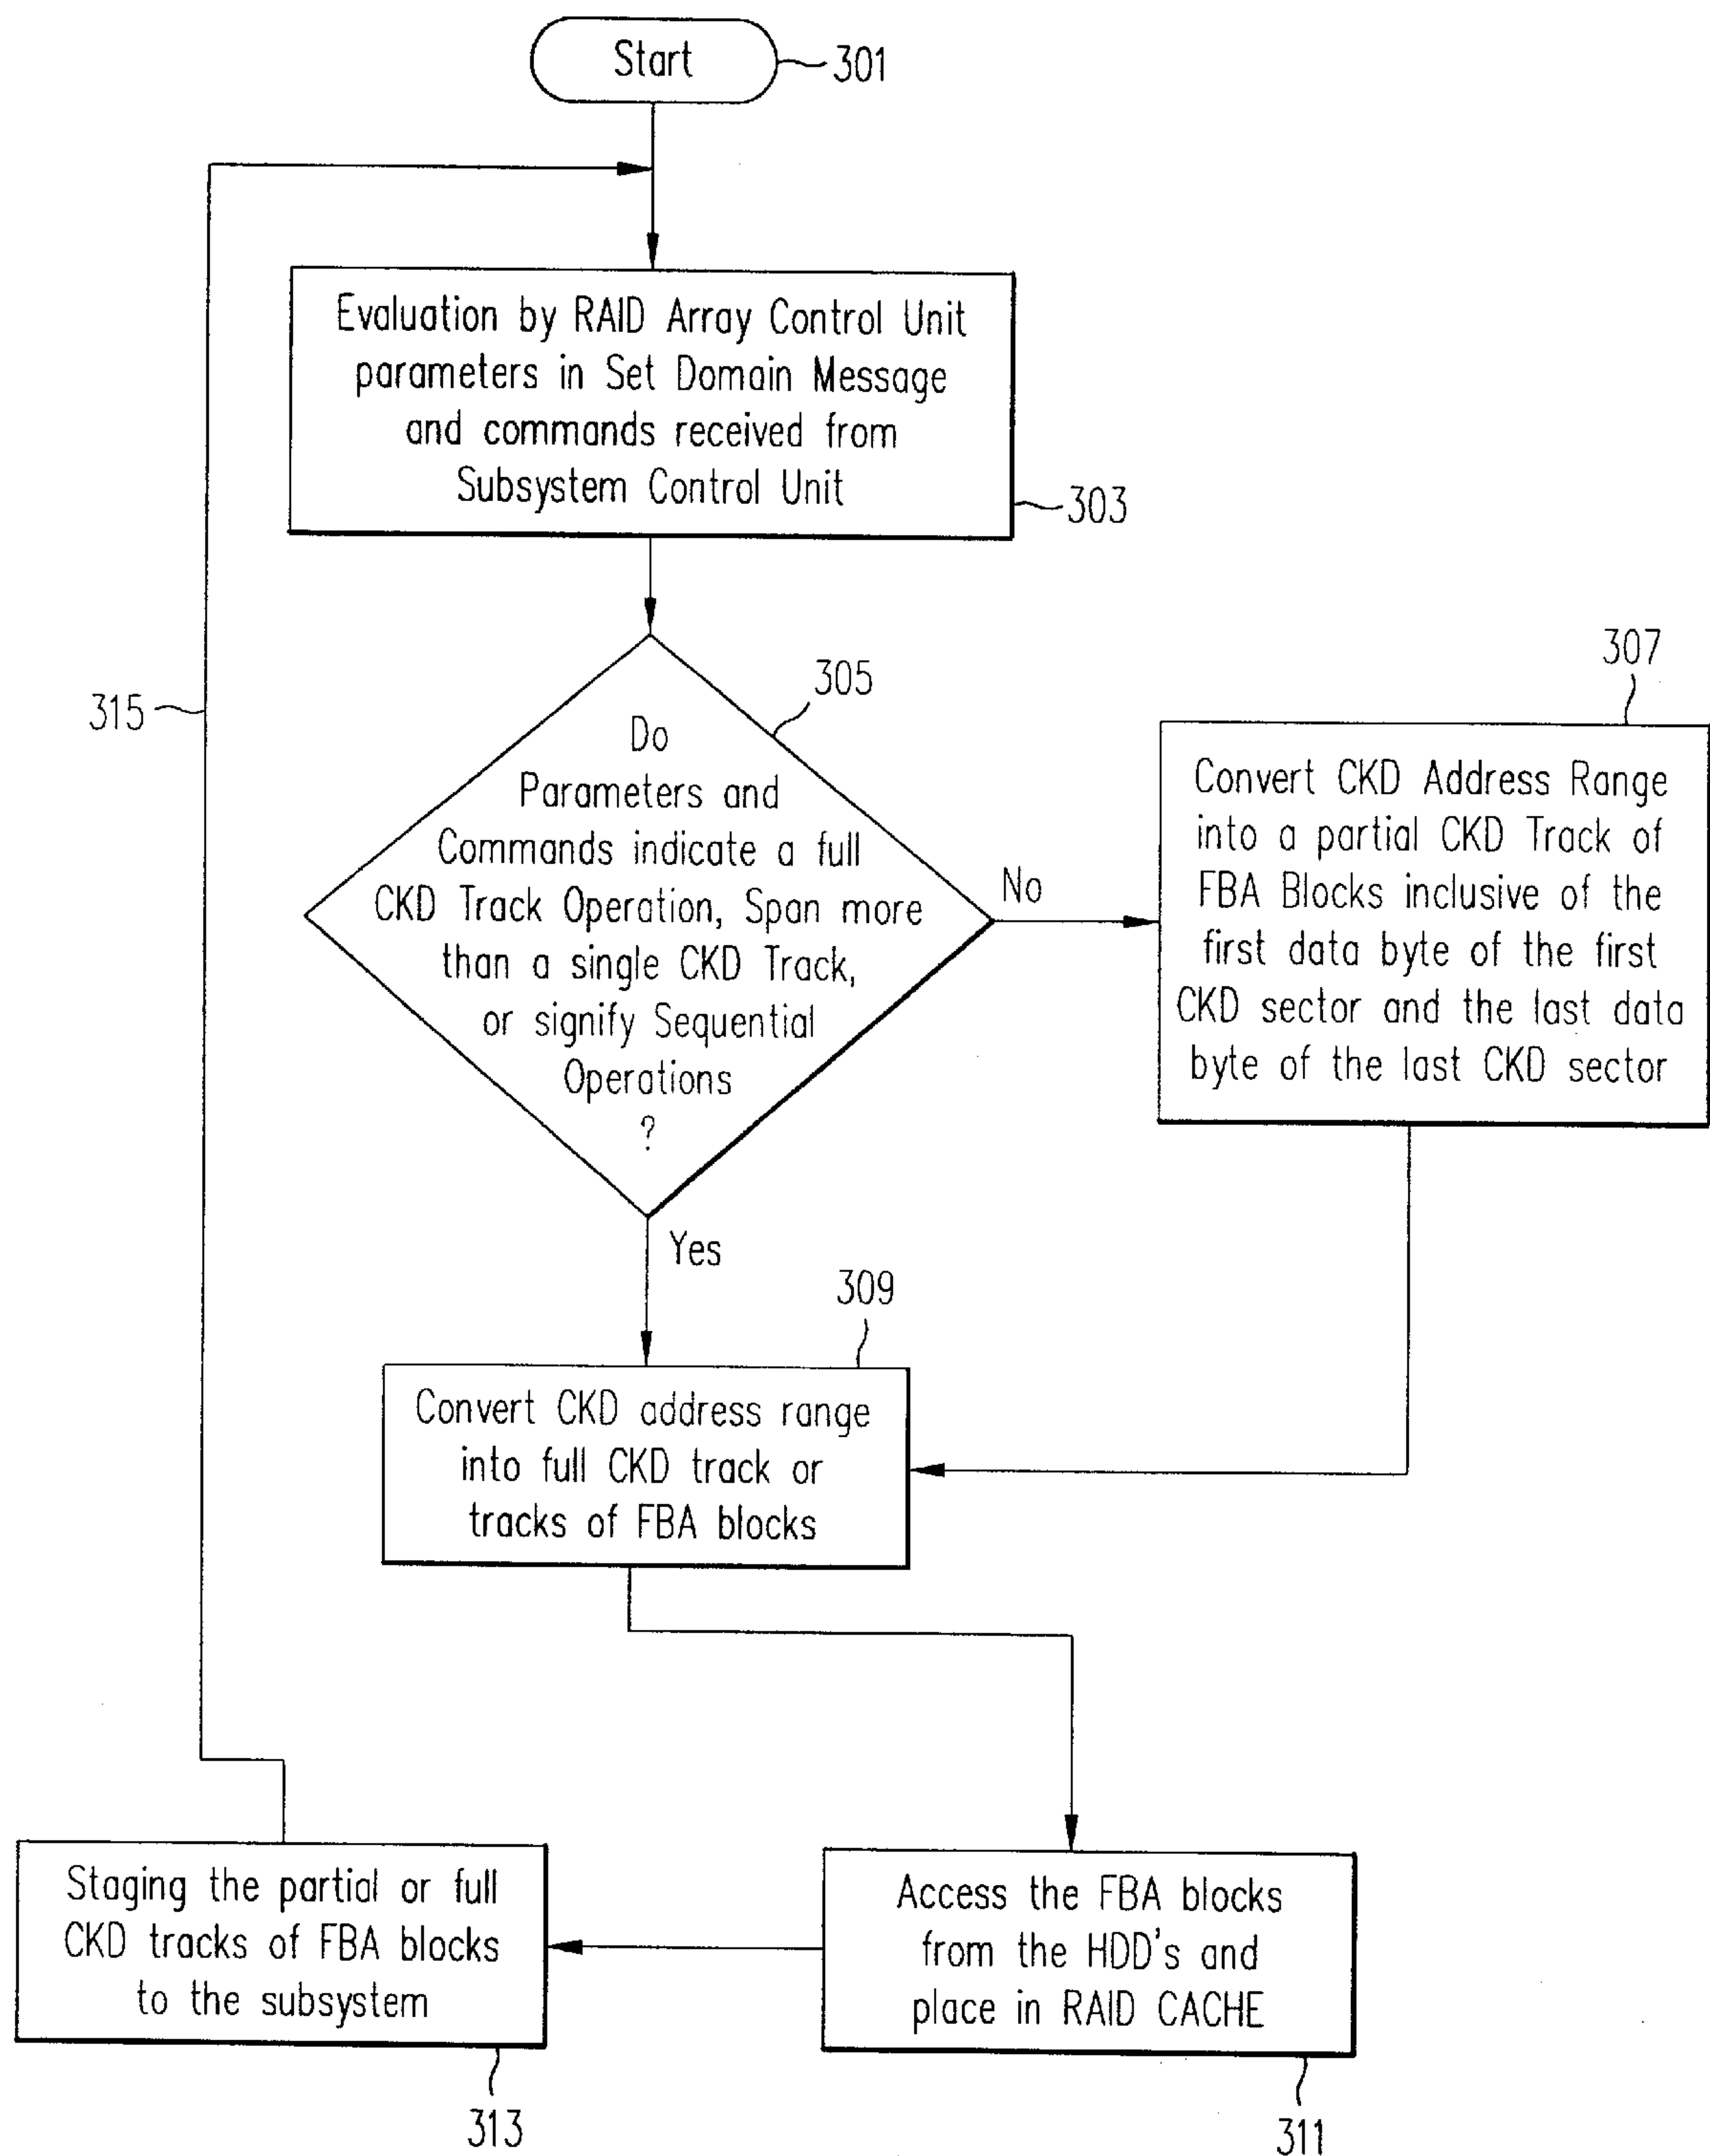 Start
301
Evaluation by RAID Array Control Unit
parameters in Set Domain Message
and commands received from
Subsystem Control Unit
303
305
307
315
Do
Parameters and
Commands indicate a full
CKD Track Operation, Span more
than a single CKD Track,
or signify Sequential
Operations
?
No
Convert CKD Address Range
into a partial CKD Track of
FBA Blocks inclusive of the
first data byte of the first
CKD sector and the last data
byte of the last CKD sector
Yes
309
Convert CKD address range
into full CKD track or
tracks of FBA blocks
Staging the partial or full
CKD tracks of FBA blocks
to the subsystem
313
Access the FBA blocks
from the HDD's and
place in RAID CACHE
311